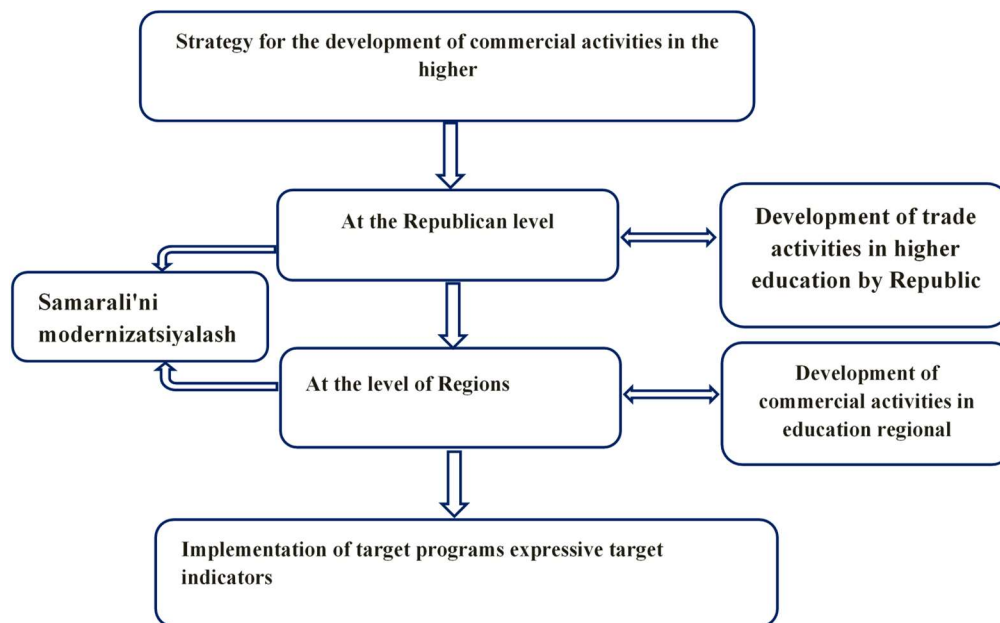 Strategy for the development of commercial activities in the
higher
At the Republican level
Development of trade
activities in higher
education by Republic
Samarali'ni
modernizatsiyalash
At the level of Regions
Development of
commercial activities in
education regional
Implementation of target programs expressive target
indicators